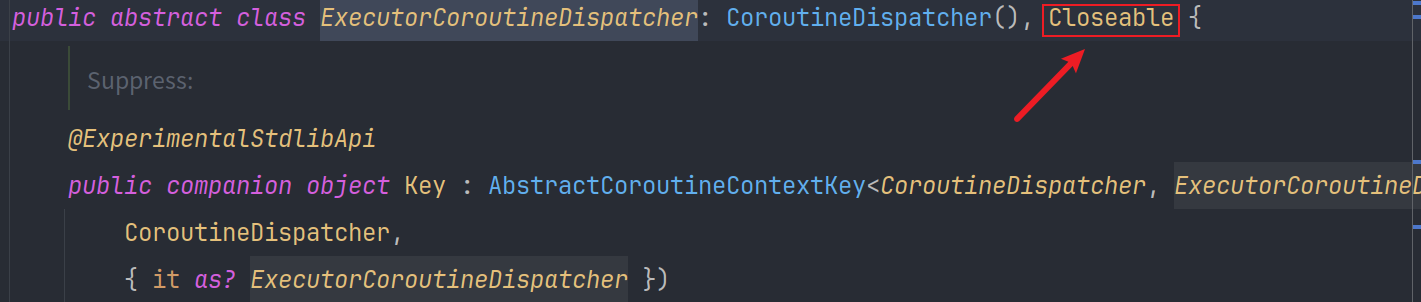 public abstract class ExecutorCoroutineDispatcher: CoroutineDispatcher(), Closeable {
Suppress:
@ExperimentalStdlibApi
public companion object Key : AbstractCoroutineContextKey<CoroutineDispatcher, ExecutorCoroutineD
CoroutineDispatcher,
{ it as? ExecutorCoroutineDispatcher })